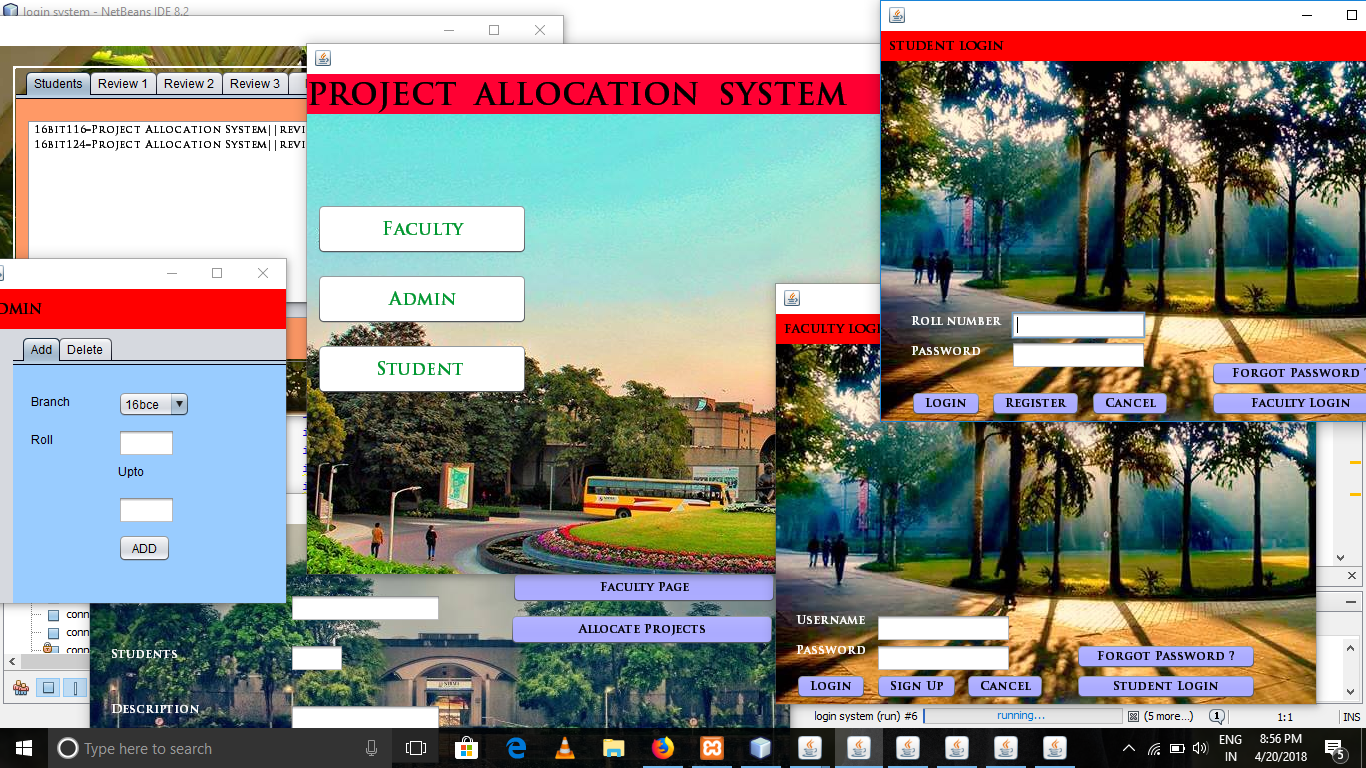 login system - NetBeans IDE 8.2
Students
Review 1
Review 2
Review 3
16bit116=Project Allocation System||revi
16bit124=Project Allocation System||revi
DMIN
Add
Delete
Branch
16bce
Roll
Upto
ADD
PROJECT ALLOCATION SYSTEM
Faculty
Admin
Student
STUDENT LOGIN
Roll number
Password
Forgot Password ?
Login
Register
Cancel
Faculty Login
FACULTY LOGI
Username
Password
Forgot Password ?
Login
Sign Up
Cancel
Student Login
Faculty Page
Allocate Projects
Students
Description
conn
conn
conn
login system (run) #6
running...
(5 more...)
1
1:1
INS
Type here to search
ENG
IN
8:56 PM
4/20/2018
5